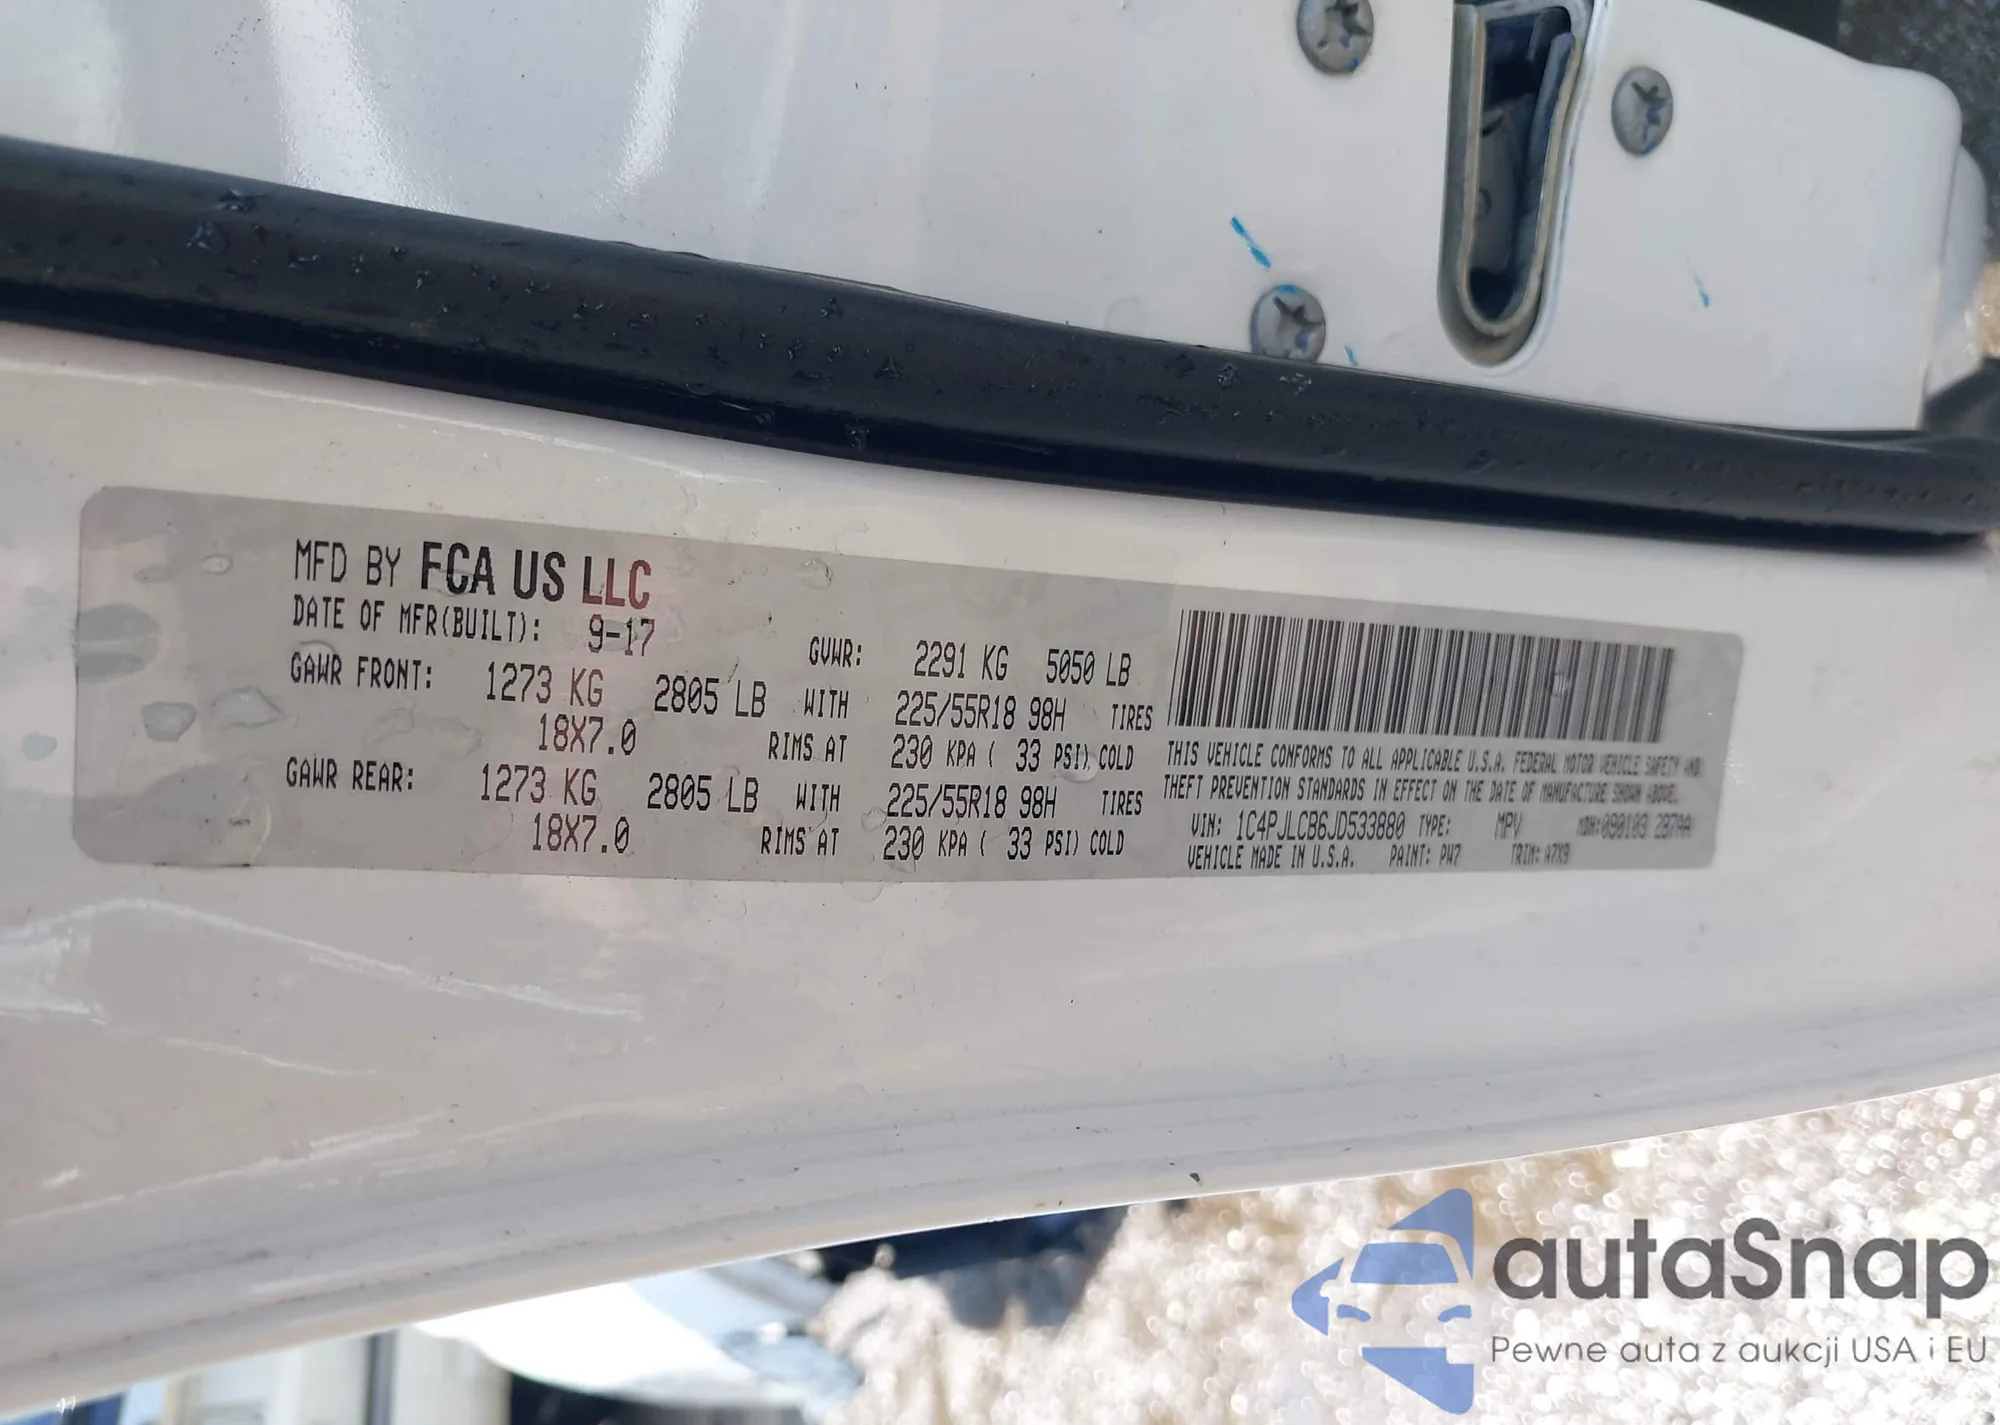 MFD BY FCA US LLC
DATE OF MFR(BUILT): 9-17
GVWR: 2291 KG 5050 LB
GAWR FRONT: 1273 KG 2805 LB WITH 225/55R18 98H TIRES
18X7.0 RIMS AT 230 KPA ( 33 PSI) COLD
GAWR REAR: 1273 KG 2805 LB WITH 225/55R18 98H TIRES
18X7.0 RIMS AT 230 KPA ( 33 PSI) COLD
THIS VEHICLE CONFORMS TO ALL APPLICABLE U.S.A. FEDERAL MOTOR VEHICLE SAFETY AND
THEFT PREVENTION STANDARDS IN EFFECT ON THE DATE OF MANUFACTURE SHOWN ABOVE.
VIN: 1C4PJLCB6JD533880 TYPE: MPV MDH:
VEHICLE MADE IN U.S.A. PAINT: PW7 TRIM: A7X9
autaSnap
Pewne auta z aukcji USA i EU